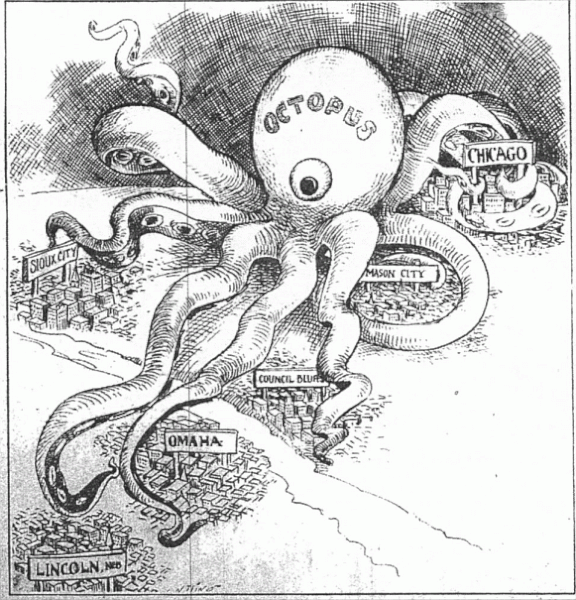 OCTOPUS
CHICAGO
SIOUX CITY
MASON CITY
COUNCIL BLUFFS
OMAHA.
LINCOLN, NEB